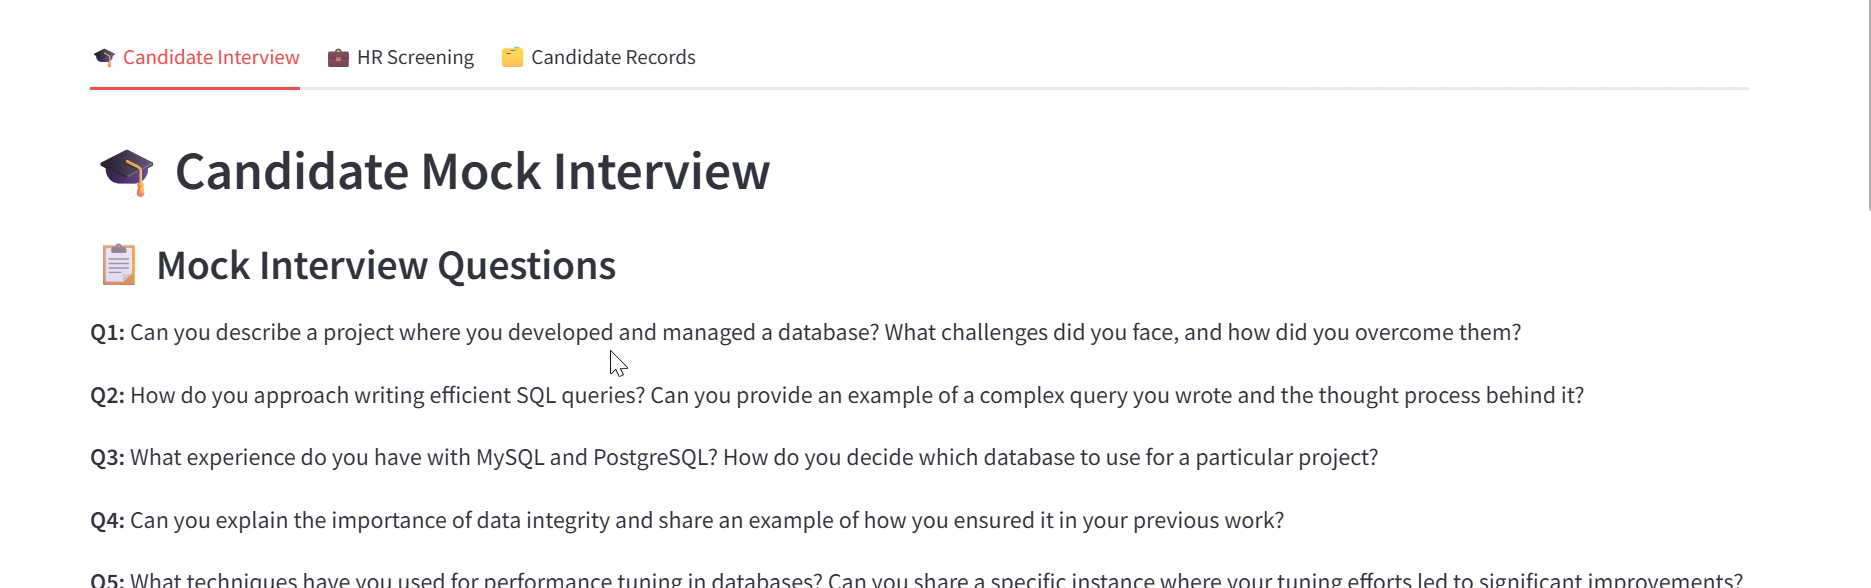 Candidate Interview HR Screening Candidate Records
Candidate Mock Interview
Mock Interview Questions
Q1: Can you describe a project where you developed and managed a database? What challenges did you face, and how did you overcome them?
Q2: How do you approach writing efficient SQL queries? Can you provide an example of a complex query you wrote and the thought process behind it?
Q3: What experience do you have with MySQL and PostgreSQL? How do you decide which database to use for a particular project?
Q4: Can you explain the importance of data integrity and share an example of how you ensured it in your previous work?
Q5: What techniques have you used for performance tuning in databases? Can you share a specific instance where your tuning efforts led to significant improvements?